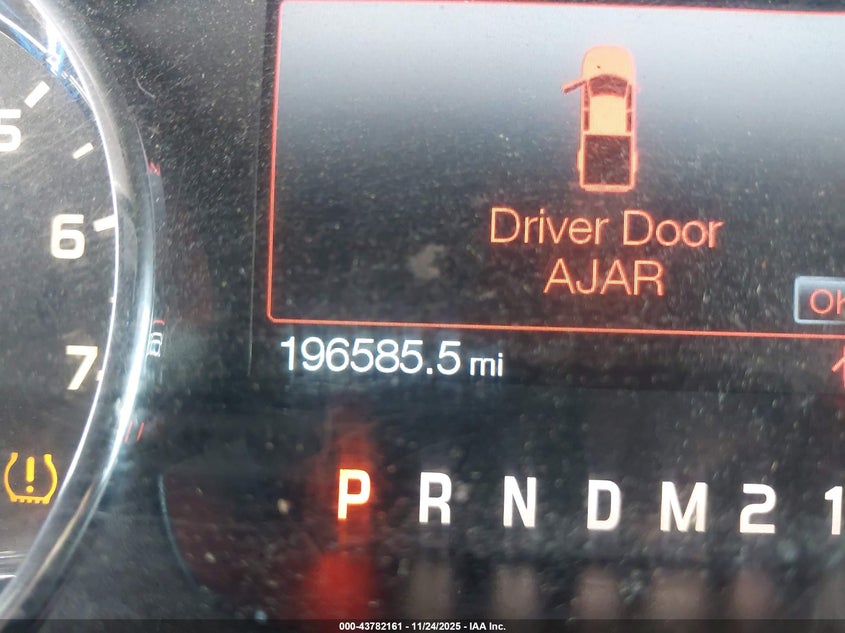 5
6
7
Driver Door
AJAR
196585.5 mi
P R N D M 2 1
000-43782161 - 11/24/2025 - IAA Inc.